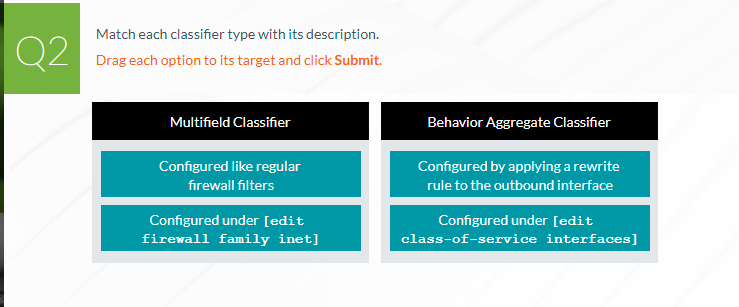 Q2
Match each classifier type with its description.
Drag each option to its target and click Submit.
Multifield Classifier
Behavior Aggregate Classifier
Configured like regular
firewall filters
Configured by applying a rewrite
rule to the outbound interface
Configured under [edit
firewall family inet]
Configured under [edit
class-of-service interfaces]